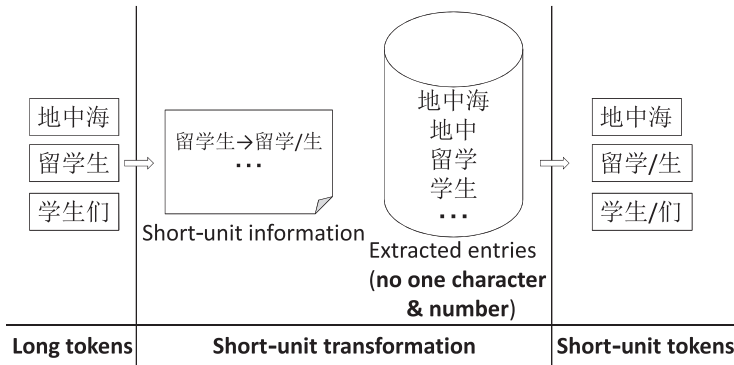 地中海
留学生
学生们
留学生→留学/生
...
Short-unit information
地中海
地中
留学
学生
...
Extracted entries
(no one character
& number)
地中海
留学/生
学生/们
Long tokens
Short-unit transformation
Short-unit tokens